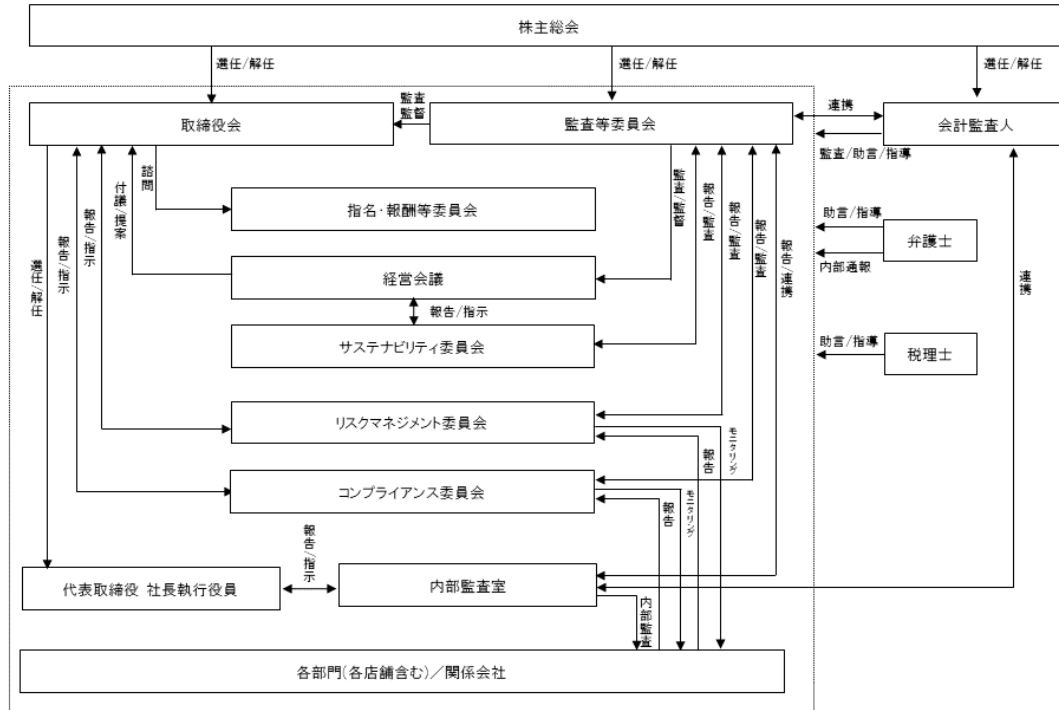 株主総会
選任/解任
選任/解任
選任/解任
取締役会
監査
監督
監査等委員会
連携
会計監査人
監査/助言/指導
諮問
付議/提案
報告/指示
報告/指示
選任/解任
指名・報酬等委員会
監査/監督
報告/監査
報告/監査
報告/監査
報告/連携
助言/指導
弁護士
内部通報
連携
経営会議
報告/指示
サステナビリティ委員会
助言/指導
税理士
リスクマネジメント委員会
モニタリング
報告
コンプライアンス委員会
モニタリング
報告
報告/指示
代表取締役 社長執行役員
内部監査室
内部監査
各部門(各店舗含む)/関係会社